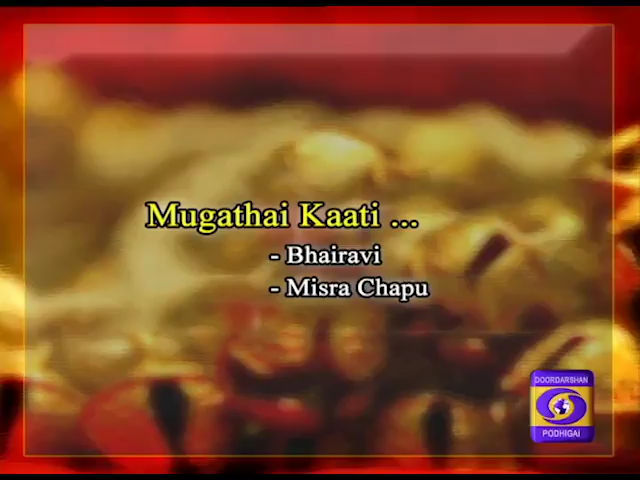 Mugathai Kaati ...
- Bhairavi
- Misra Chapu
DOORDARSHAN
PODHIGAI